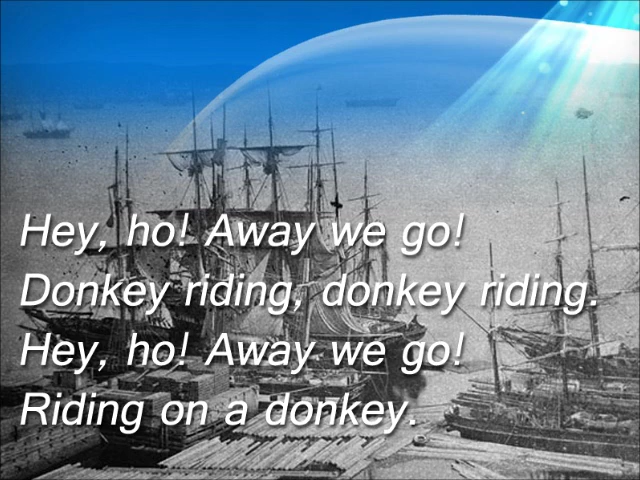 Hey, ho! Away we go!
Donkey riding, donkey riding.
Hey, ho! Away we go!
Riding on a donkey.